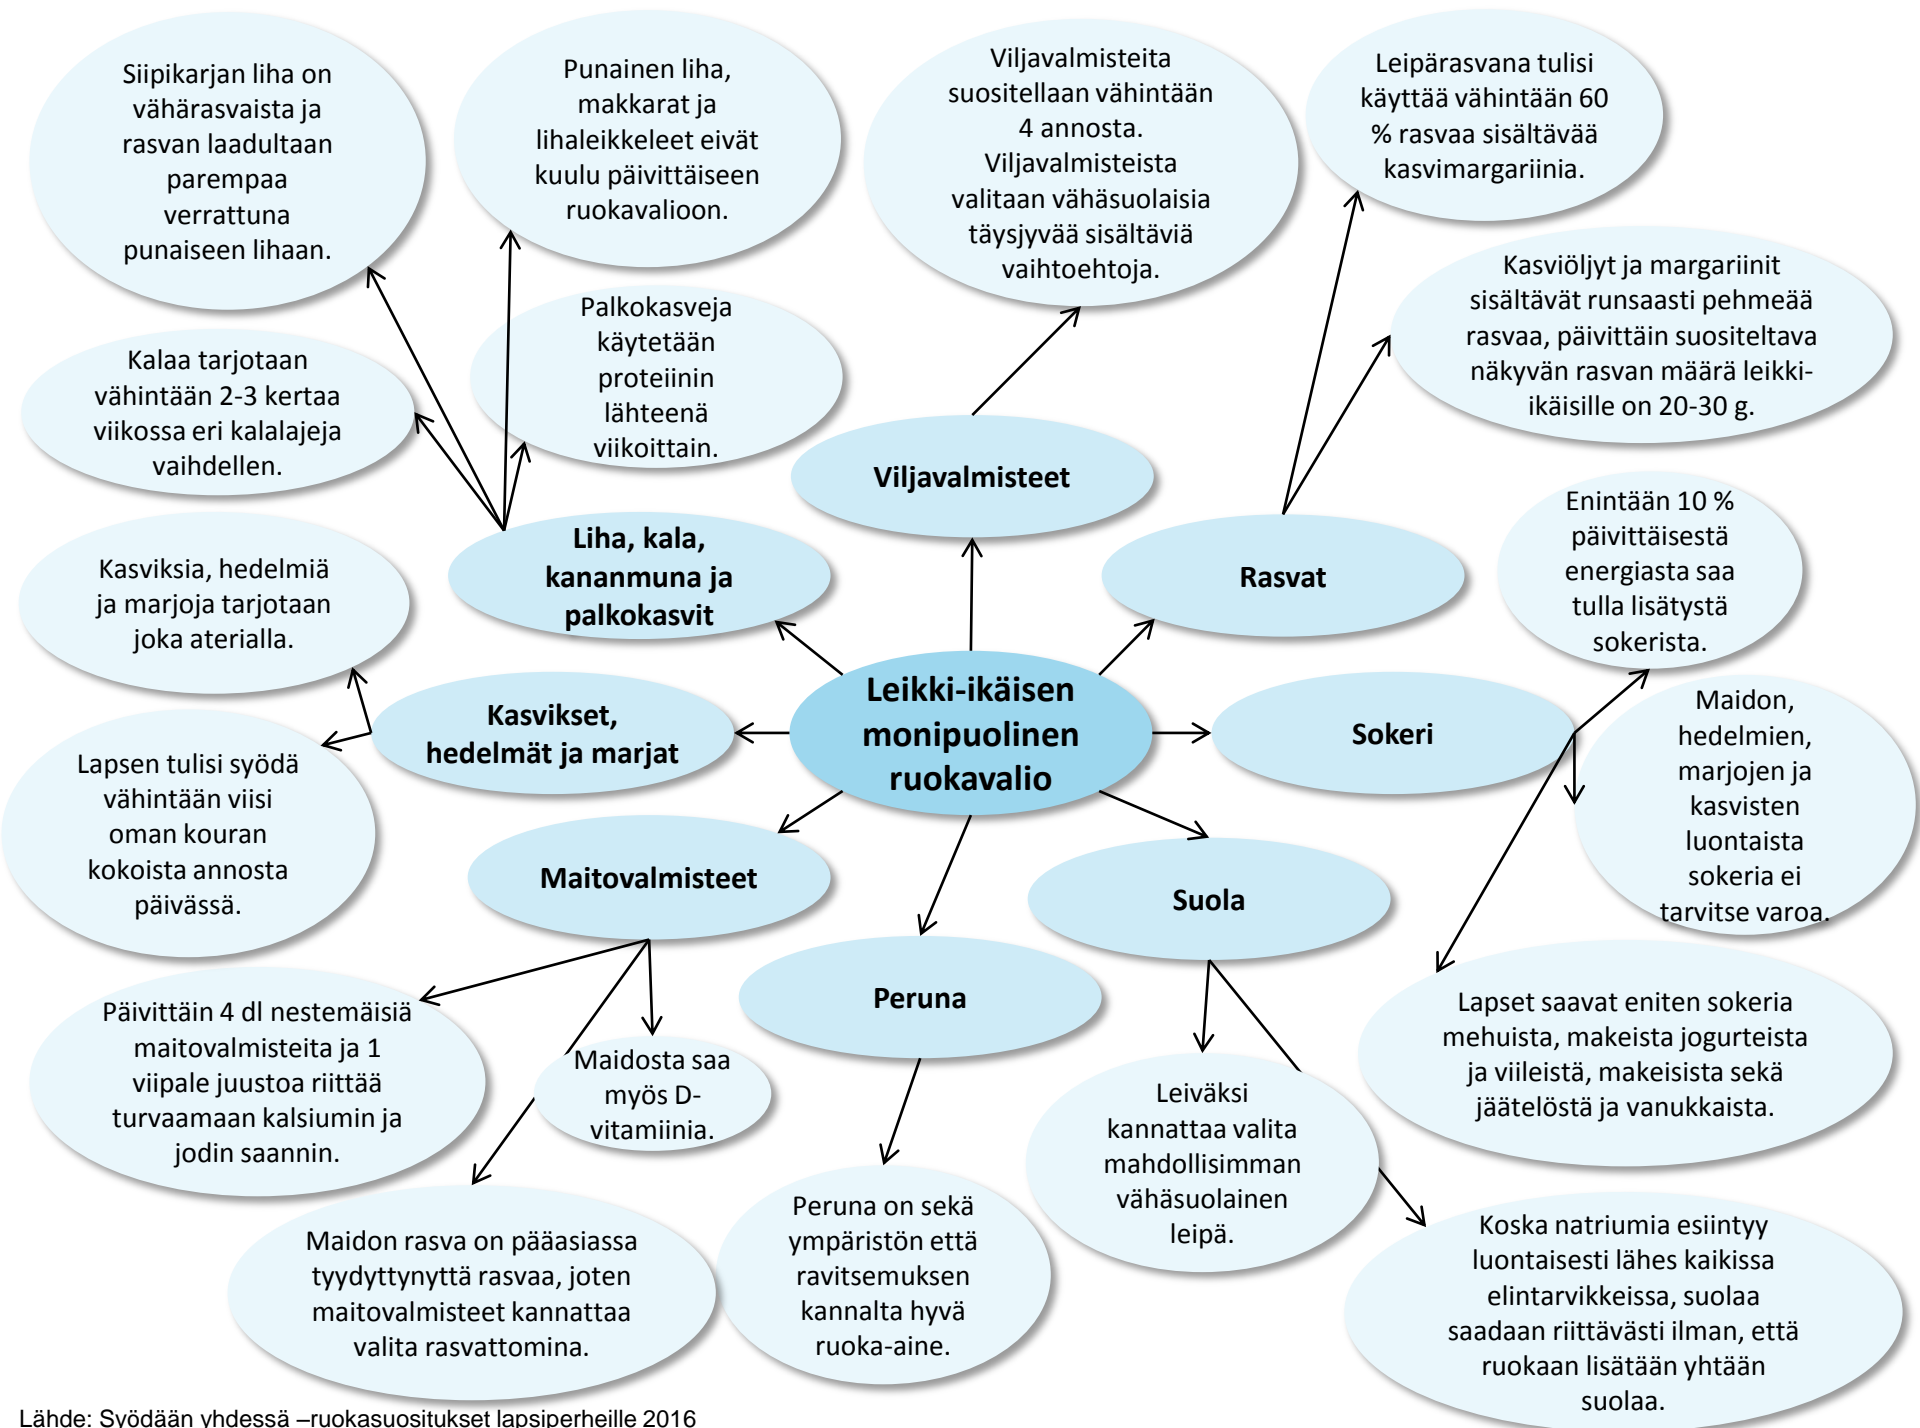 Siipikarjan liha on
vähärasvaista ja
rasvan laadultaan
parempaa
verrattuna
punaiseen lihaan.
Punainen liha,
makkarat ja
lihaleikkeleet eivät
kuulu päivittäiseen
ruokavalioon.
Viljavalmisteita
suositellaan vähintään
4 annosta.
Viljavalmisteista
valitaan vähäsuolaisia
täysjyvää sisältäviä
vaihtoehtoja.
Leipärasvana tulisi
käyttää vähintään 60
% rasvaa sisältävää
kasvimargariinia.
Kasviöljyt ja margariinit
sisältävät runsaasti pehmeää
rasvaa, päivittäin suositeltava
näkyvän rasvan määrä leikki-
ikäisille on 20-30 g.
Kalaa tarjotaan
vähintään 2-3 kertaa
viikossa eri kalalajeja
vaihdellen.
Palkokasveja
käytetään
proteiinin
lähteenä
viikoittain.
Viljavalmisteet
Liha, kala,
kananmuna ja
palkokasvit
Rasvat
Enintään 10 %
päivittäisestä
energiasta saa
tulla lisätystä
sokerista.
Kasviksia, hedelmiä
ja marjoja tarjotaan
joka aterialla.
Kasvikset,
hedelmät ja marjat
Leikki-ikäisen
monipuolinen
ruokavalio
Sokeri
Maidon,
hedelmien,
marjojen ja
kasvisten
luontaista
sokeria ei
tarvitse varoa.
Lapsen tulisi syödä
vähintään viisi
oman kouran
kokoista annosta
päivässä.
Maitovalmisteet
Suola
Peruna
Päivittäin 4 dl nestemäisiä
maitovalmisteita ja 1
viipale juustoa riittää
turvaamaan kalsiumin ja
jodin saannin.
Maidosta saa
myös D-
vitamiinia.
Leiväksi
kannattaa valita
mahdollisimman
vähäsuolainen
leipä.
Lapset saavat eniten sokeria
mehuista, makeista jogurteista
ja viileistä, makeisista sekä
jäätelöstä ja vanukkaista.
Maidon rasva on pääasiassa
tyydyttynyttä rasvaa, joten
maitovalmisteet kannattaa
valita rasvattomina.
Peruna on sekä
ympäristön että
ravitsemuksen
kannalta hyvä
ruoka-aine.
Koska natriumia esiintyy
luontaisesti lähes kaikissa
elintarvikkeissa, suolaa
saadaan riittävästi ilman, että
ruokaan lisätään yhtään
suolaa.
Lähde: Syödään yhdessä –ruokasuositukset lapsiperheille 2016